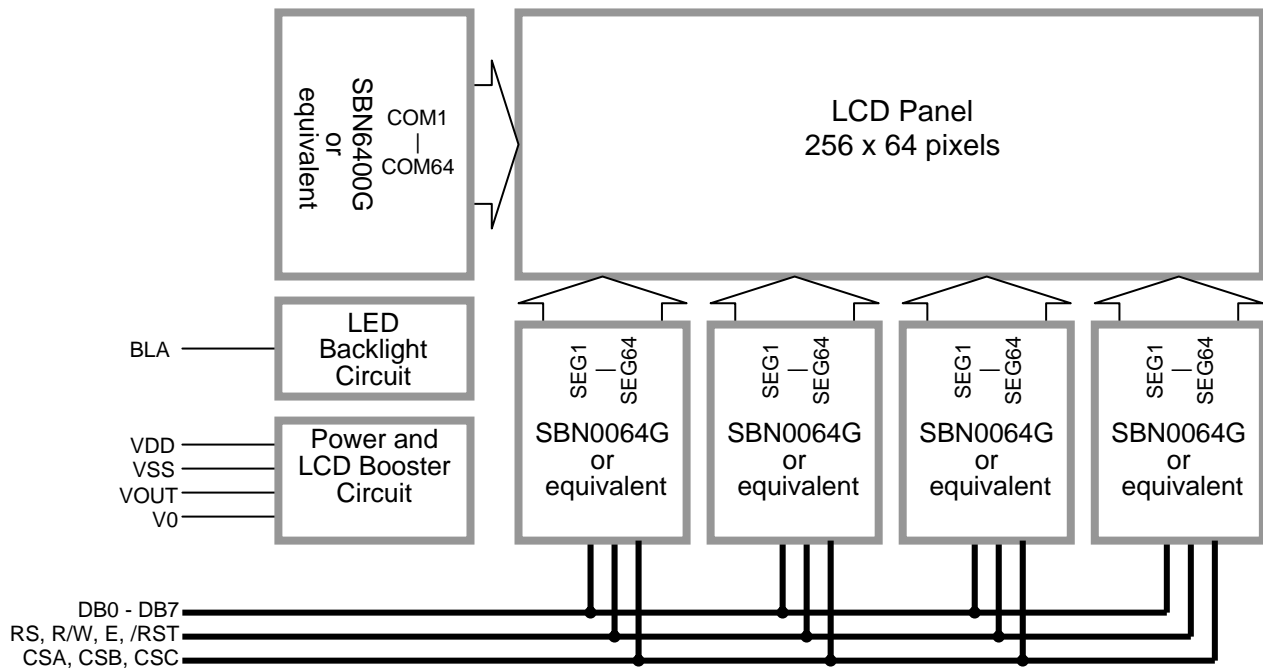 SBN6400G
or
equivalent
COM1
|
COM64
LCD Panel
256 x 64 pixels
BLA
LED
Backlight
Circuit
VDD
VSS
VOUT
V0
Power and
LCD Booster
Circuit
SEG1
|
SEG64
SBN0064G
or
equivalent
SEG1
|
SEG64
SBN0064G
or
equivalent
SEG1
|
SEG64
SBN0064G
or
equivalent
SEG1
|
SEG64
SBN0064G
or
equivalent
DB0 - DB7
RS, R/W, E, /RST
CSA, CSB, CSC